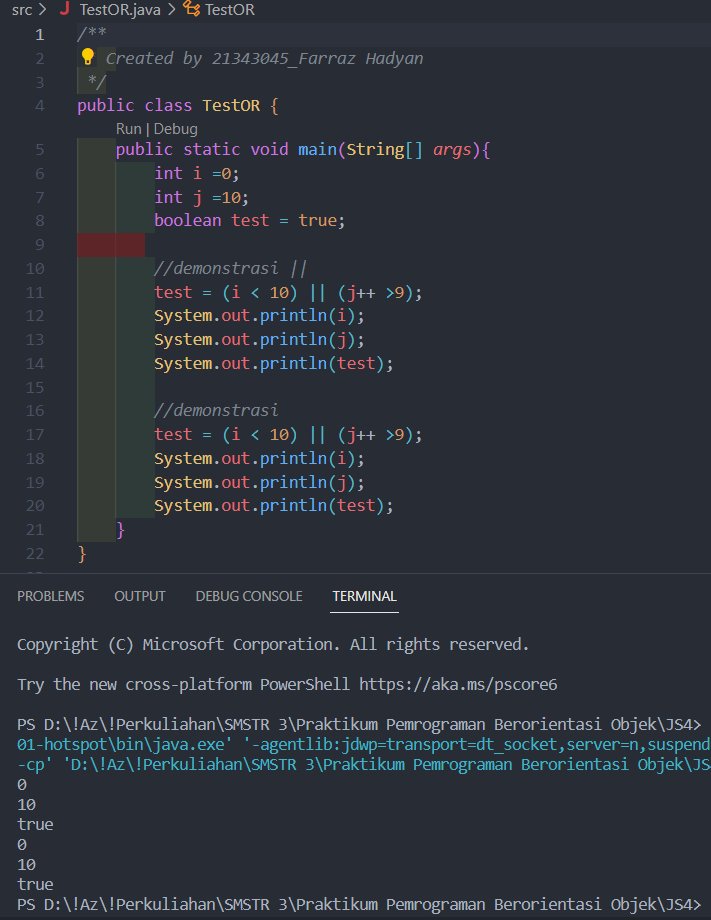 src > J TestOR.java > TestOR
1 /**
2 Created by 21343045_Farraz Hadyan
3 */
4 public class TestOR {
Run | Debug
5 public static void main(String[] args){
6 int i =0;
7 int j =10;
8 boolean test = true;
9
10 //demonstrasi ||
11 test = (i < 10) || (j++ >9);
12 System.out.println(i);
13 System.out.println(j);
14 System.out.println(test);
15
16 //demonstrasi
17 test = (i < 10) || (j++ >9);
18 System.out.println(i);
19 System.out.println(j);
20 System.out.println(test);
21 }
22 }
PROBLEMS OUTPUT DEBUG CONSOLE TERMINAL
Copyright (C) Microsoft Corporation. All rights reserved.
Try the new cross-platform PowerShell https://aka.ms/pscore6
PS D:\!Az\!Perkuliahan\SMSTR 3\Praktikum Pemrograman Berorientasi Objek\JS4>
01-hotspot\bin\java.exe' '-agentlib:jdwp=transport=dt_socket,server=n,suspend
-cp' 'D:\!Az\!Perkuliahan\SMSTR 3\Praktikum Pemrograman Berorientasi Objek\JS
0
10
true
0
10
true
PS D:\!Az\!Perkuliahan\SMSTR 3\Praktikum Pemrograman Berorientasi Objek\JS4>